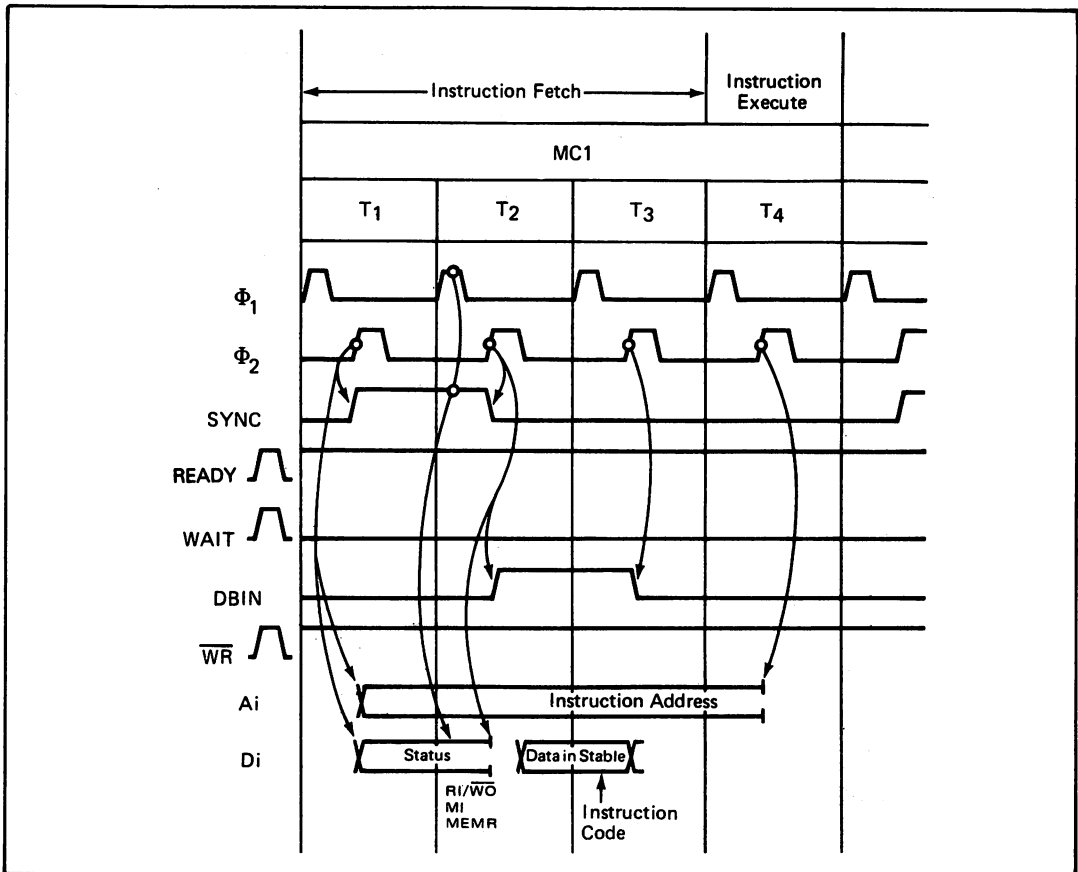 Instruction Fetch
Instruction
Execute
MC1
T1
T2
T3
T4
Φ1
Φ2
SYNC
READY
WAIT
DBIN
WR
Ai
Instruction Address
Di
Status
Data in Stable
RI/WO
MI
MEMR
Instruction
Code